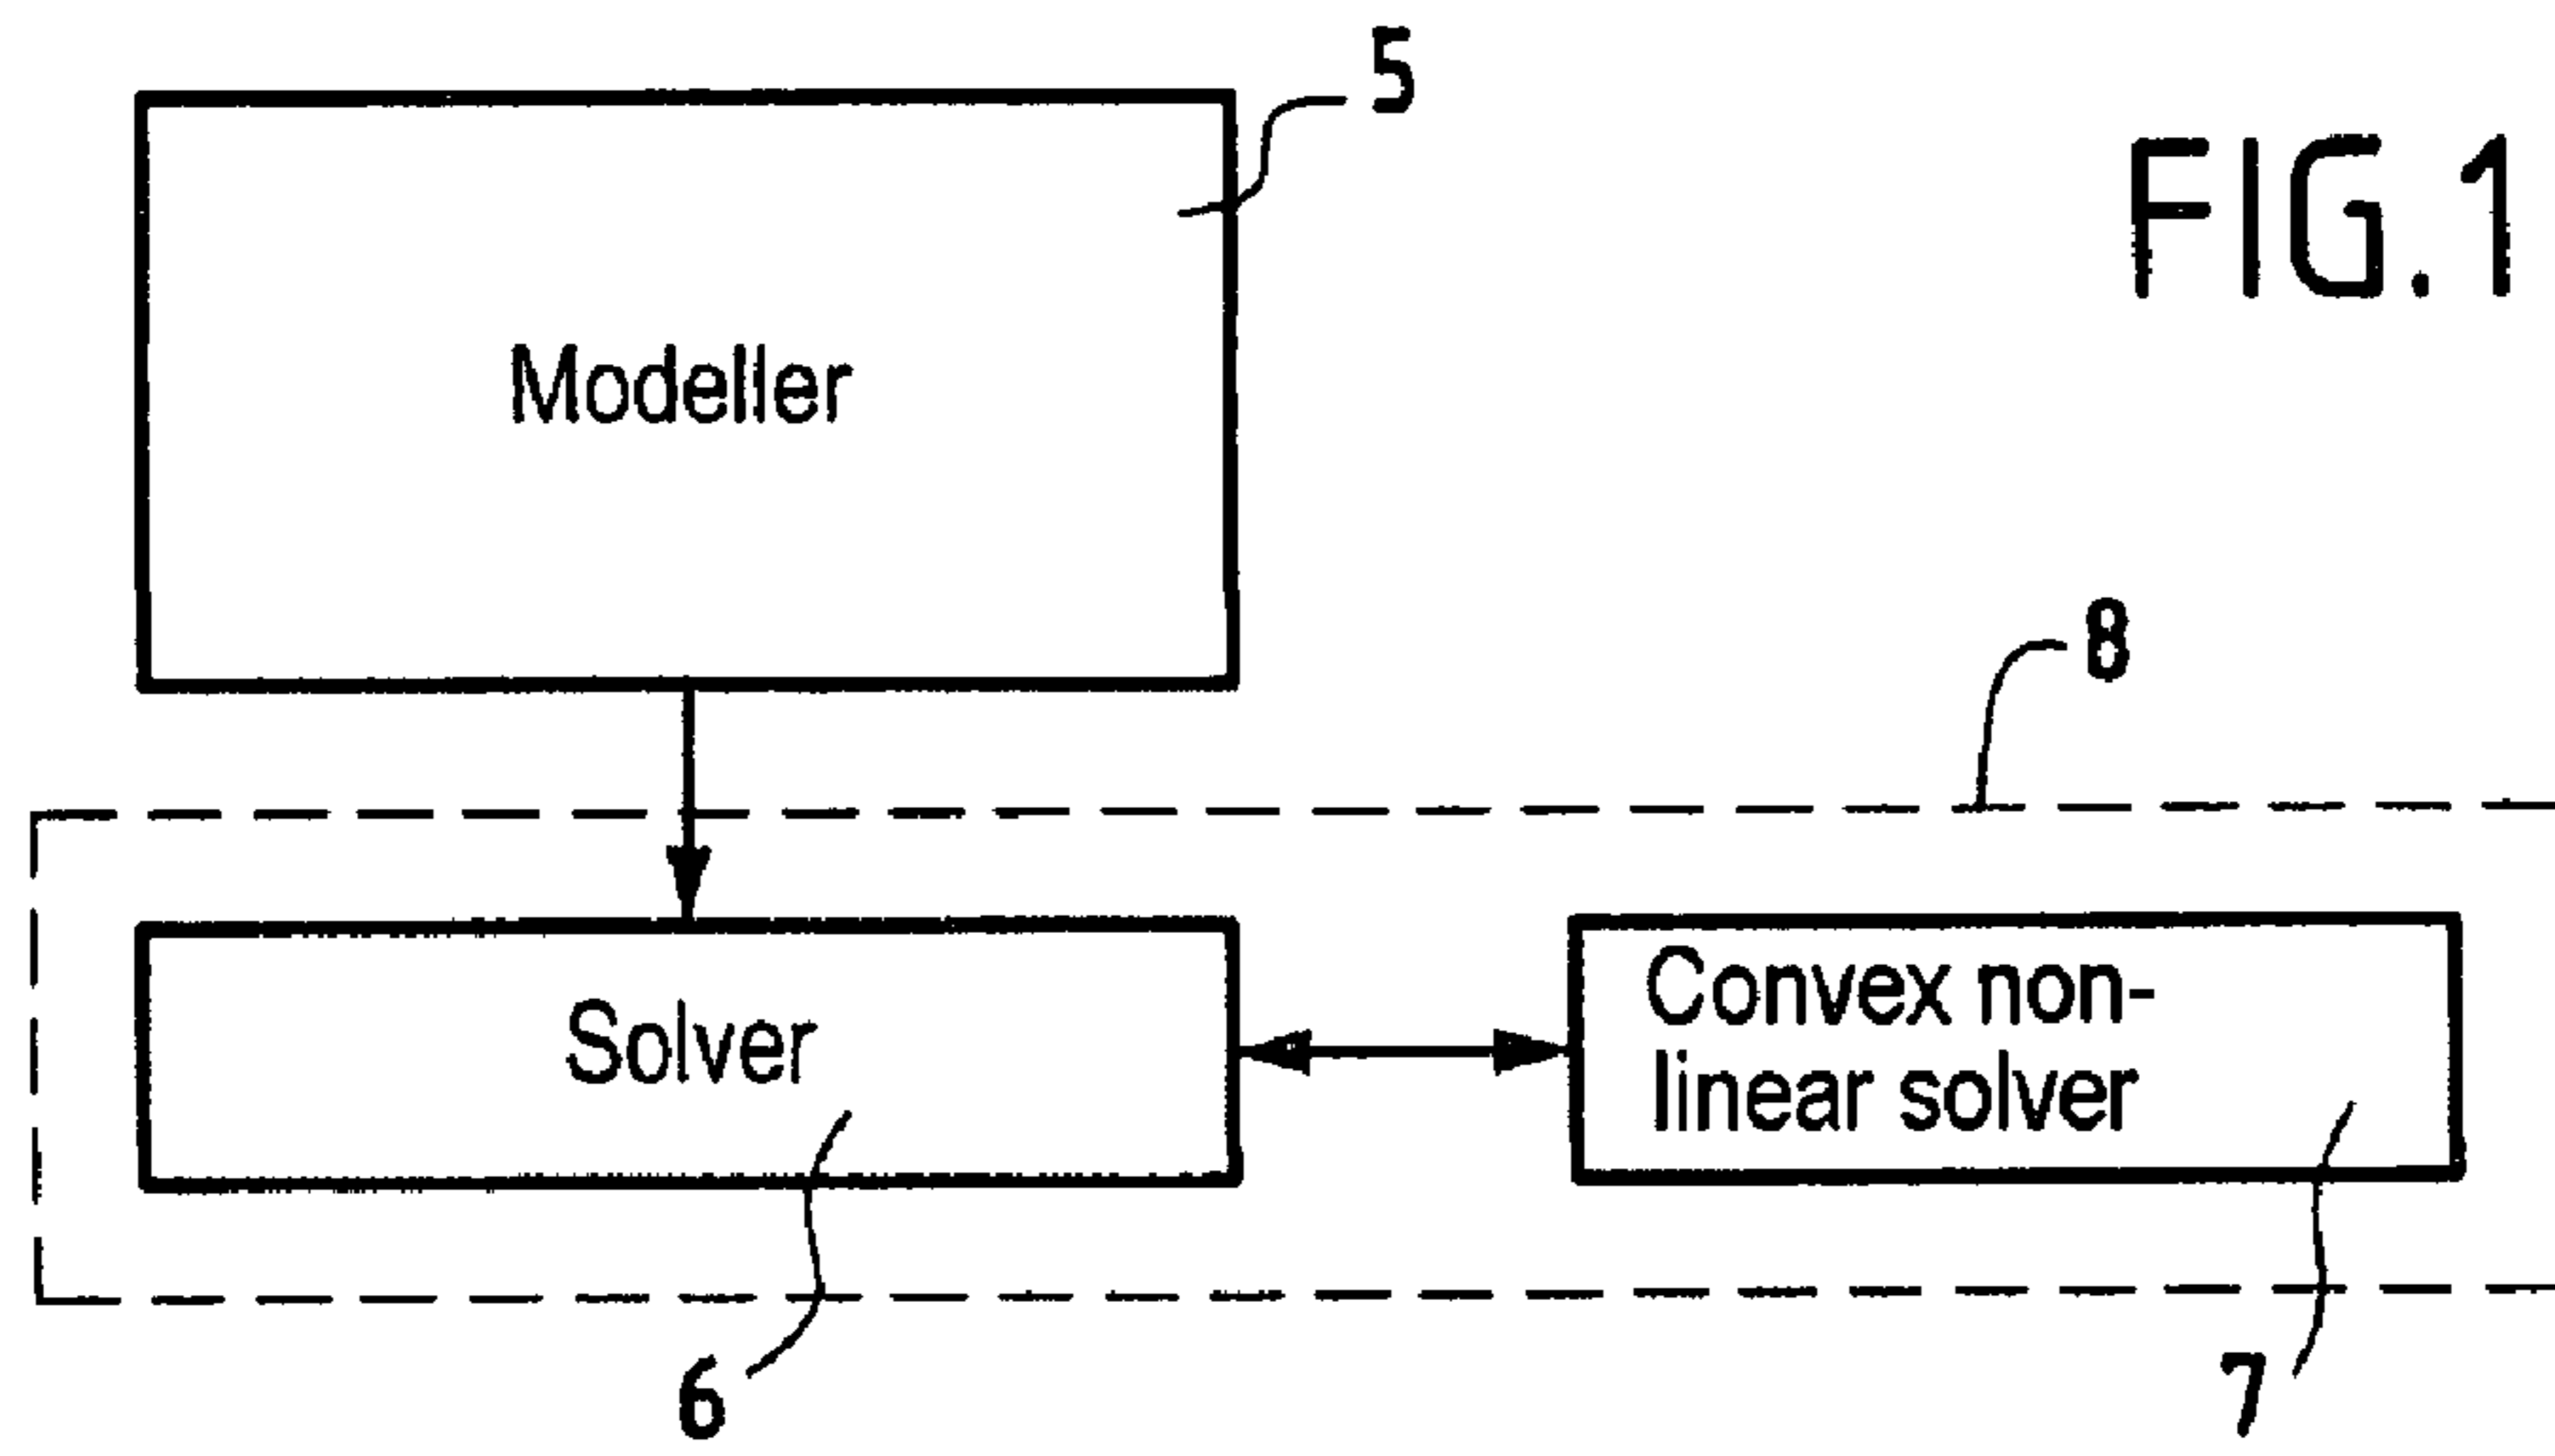 5
FIG.1
Modeller
8
Solver
Convex non-
linear solver
6
7